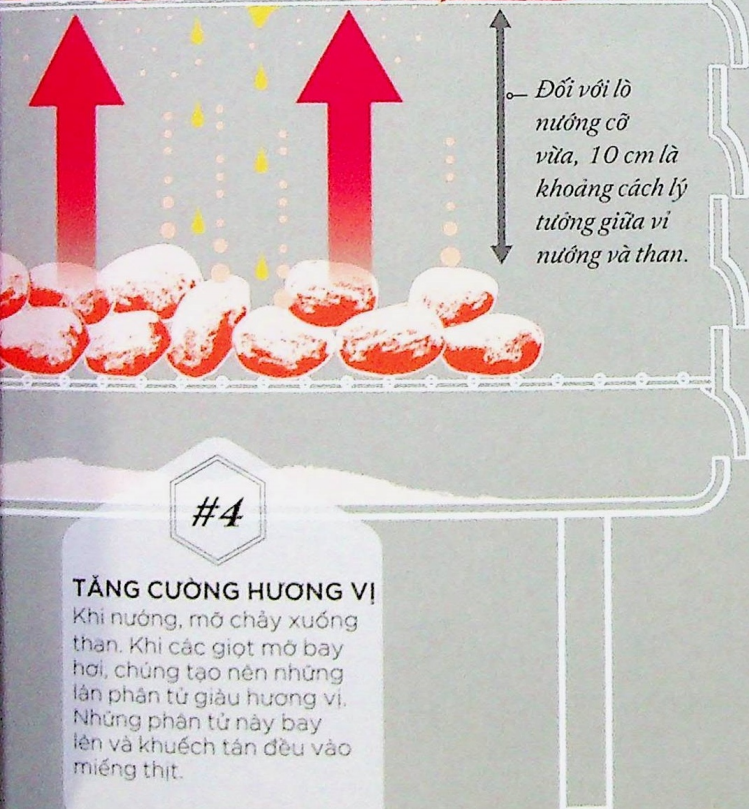 Đối với lò
nướng cỡ
vừa, 10 cm là
khoảng cách lý
tưởng giữa vỉ
nướng và than.
#4
TĂNG CƯỜNG HƯƠNG VỊ
Khi nướng, mỡ chảy xuống
than. Khi các giọt mỡ bay
hơi, chúng tạo nên những
làn phân tử giàu hương vị.
Những phân tử này bay
lên và khuếch tán đều vào
miếng thịt.